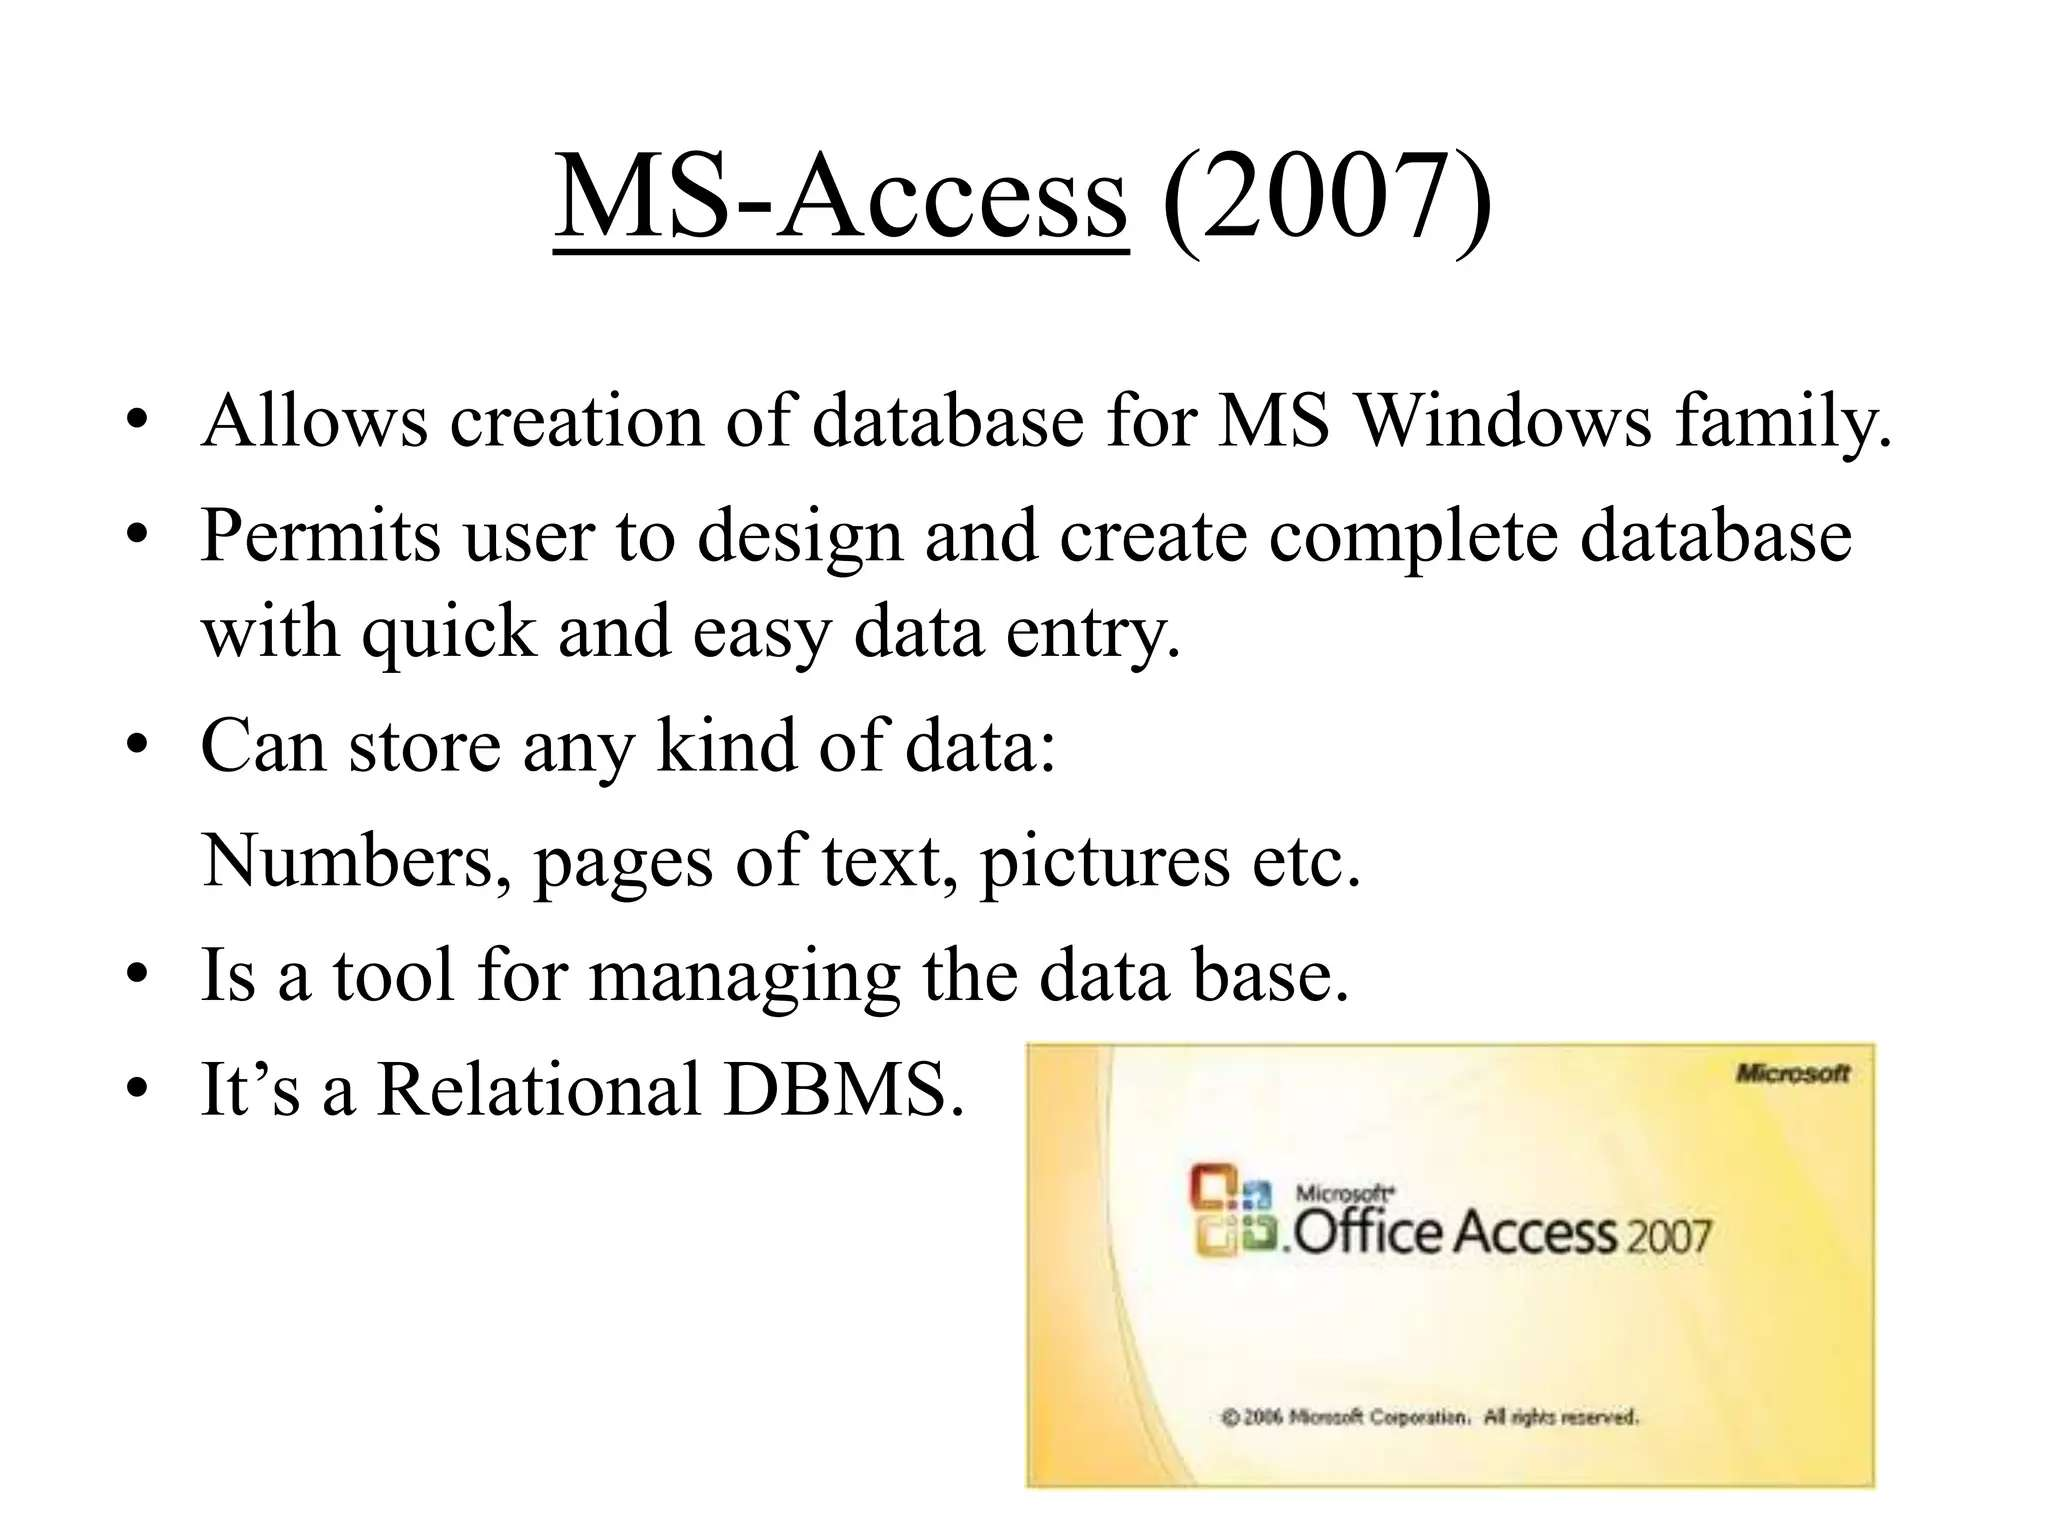 MS-Access (2007)
• Allows creation of database for MS Windows family.
• Permits user to design and create complete database
with quick and easy data entry.
• Can store any kind of data:
Numbers, pages of text, pictures etc.
• Is a tool for managing the data base.
• It’s a Relational DBMS.
Microsoft
Microsoft®
Office Access 2007
© 2006 Microsoft Corporation. All rights reserved.